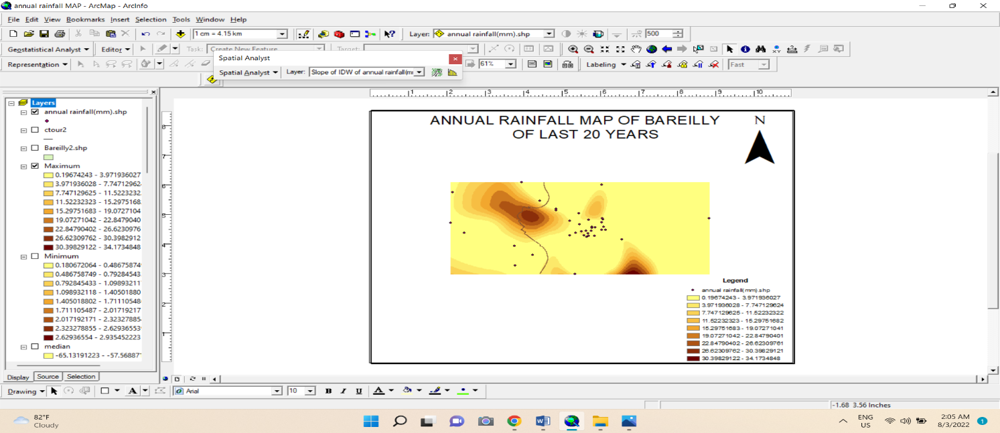 annual rainfall MAP - ArcMap - ArcInfo
File Edit View Bookmarks Insert Selection Tools Window Help
1 cm = 4.15 km
Layer: annual rainfall(mm).shp
500
Geostatistical Analyst
Editor
Task: Create New Feature
Target:
Spatial Analyst
Representation
Spatial Analyst
Layer: Slope of IDW of annual rainfall(m
61%
Labeling
Fast
Layers
annual rainfall(mm).shp
ctour2
Bareilly2.shp
Maximum
0.19674243 - 3.971936027
3.971936028 - 7.74712962
7.747129625 - 11.5223232
11.52232323 - 15.2975168
15.29751683 - 19.0727104
19.07271042 - 22.8479040
22.84790402 - 26.6230976
26.62309762 - 30.3982912
30.39829122 - 34.1734848
Minimum
0.180672064 - 0.48675874
0.486758749 - 0.79284543
0.792845433 - 1.09893211
1.098932118 - 1.40501880
1.405018802 - 1.71110548
1.711105487 - 2.01719217
2.017192171 - 2.32327885
2.323278855 - 2.62936553
2.62936554 - 2.935452223
median
-65.13191223 - -57.56887
Display Source Selection
1 2 3 4 5 6 7 8 9 10
8
7
6
5
4
3
2
1
ANNUAL RAINFALL MAP OF BAREILLY
OF LAST 20 YEARS
N
Legend
annual rainfall(mm).shp
0.19674243 - 3.971936027
3.971936028 - 7.747129624
7.747129625 - 11.52232322
11.52232323 - 15.29751682
15.29751683 - 19.07271041
19.07271042 - 22.84790401
22.84790402 - 26.62309761
26.62309762 - 30.39829121
30.39829122 - 34.1734848
Drawing
A
Arial
10
B I U A
-1.68 3.56 Inches
82°F
Cloudy
ENG
US
2:05 AM
8/3/2022
1